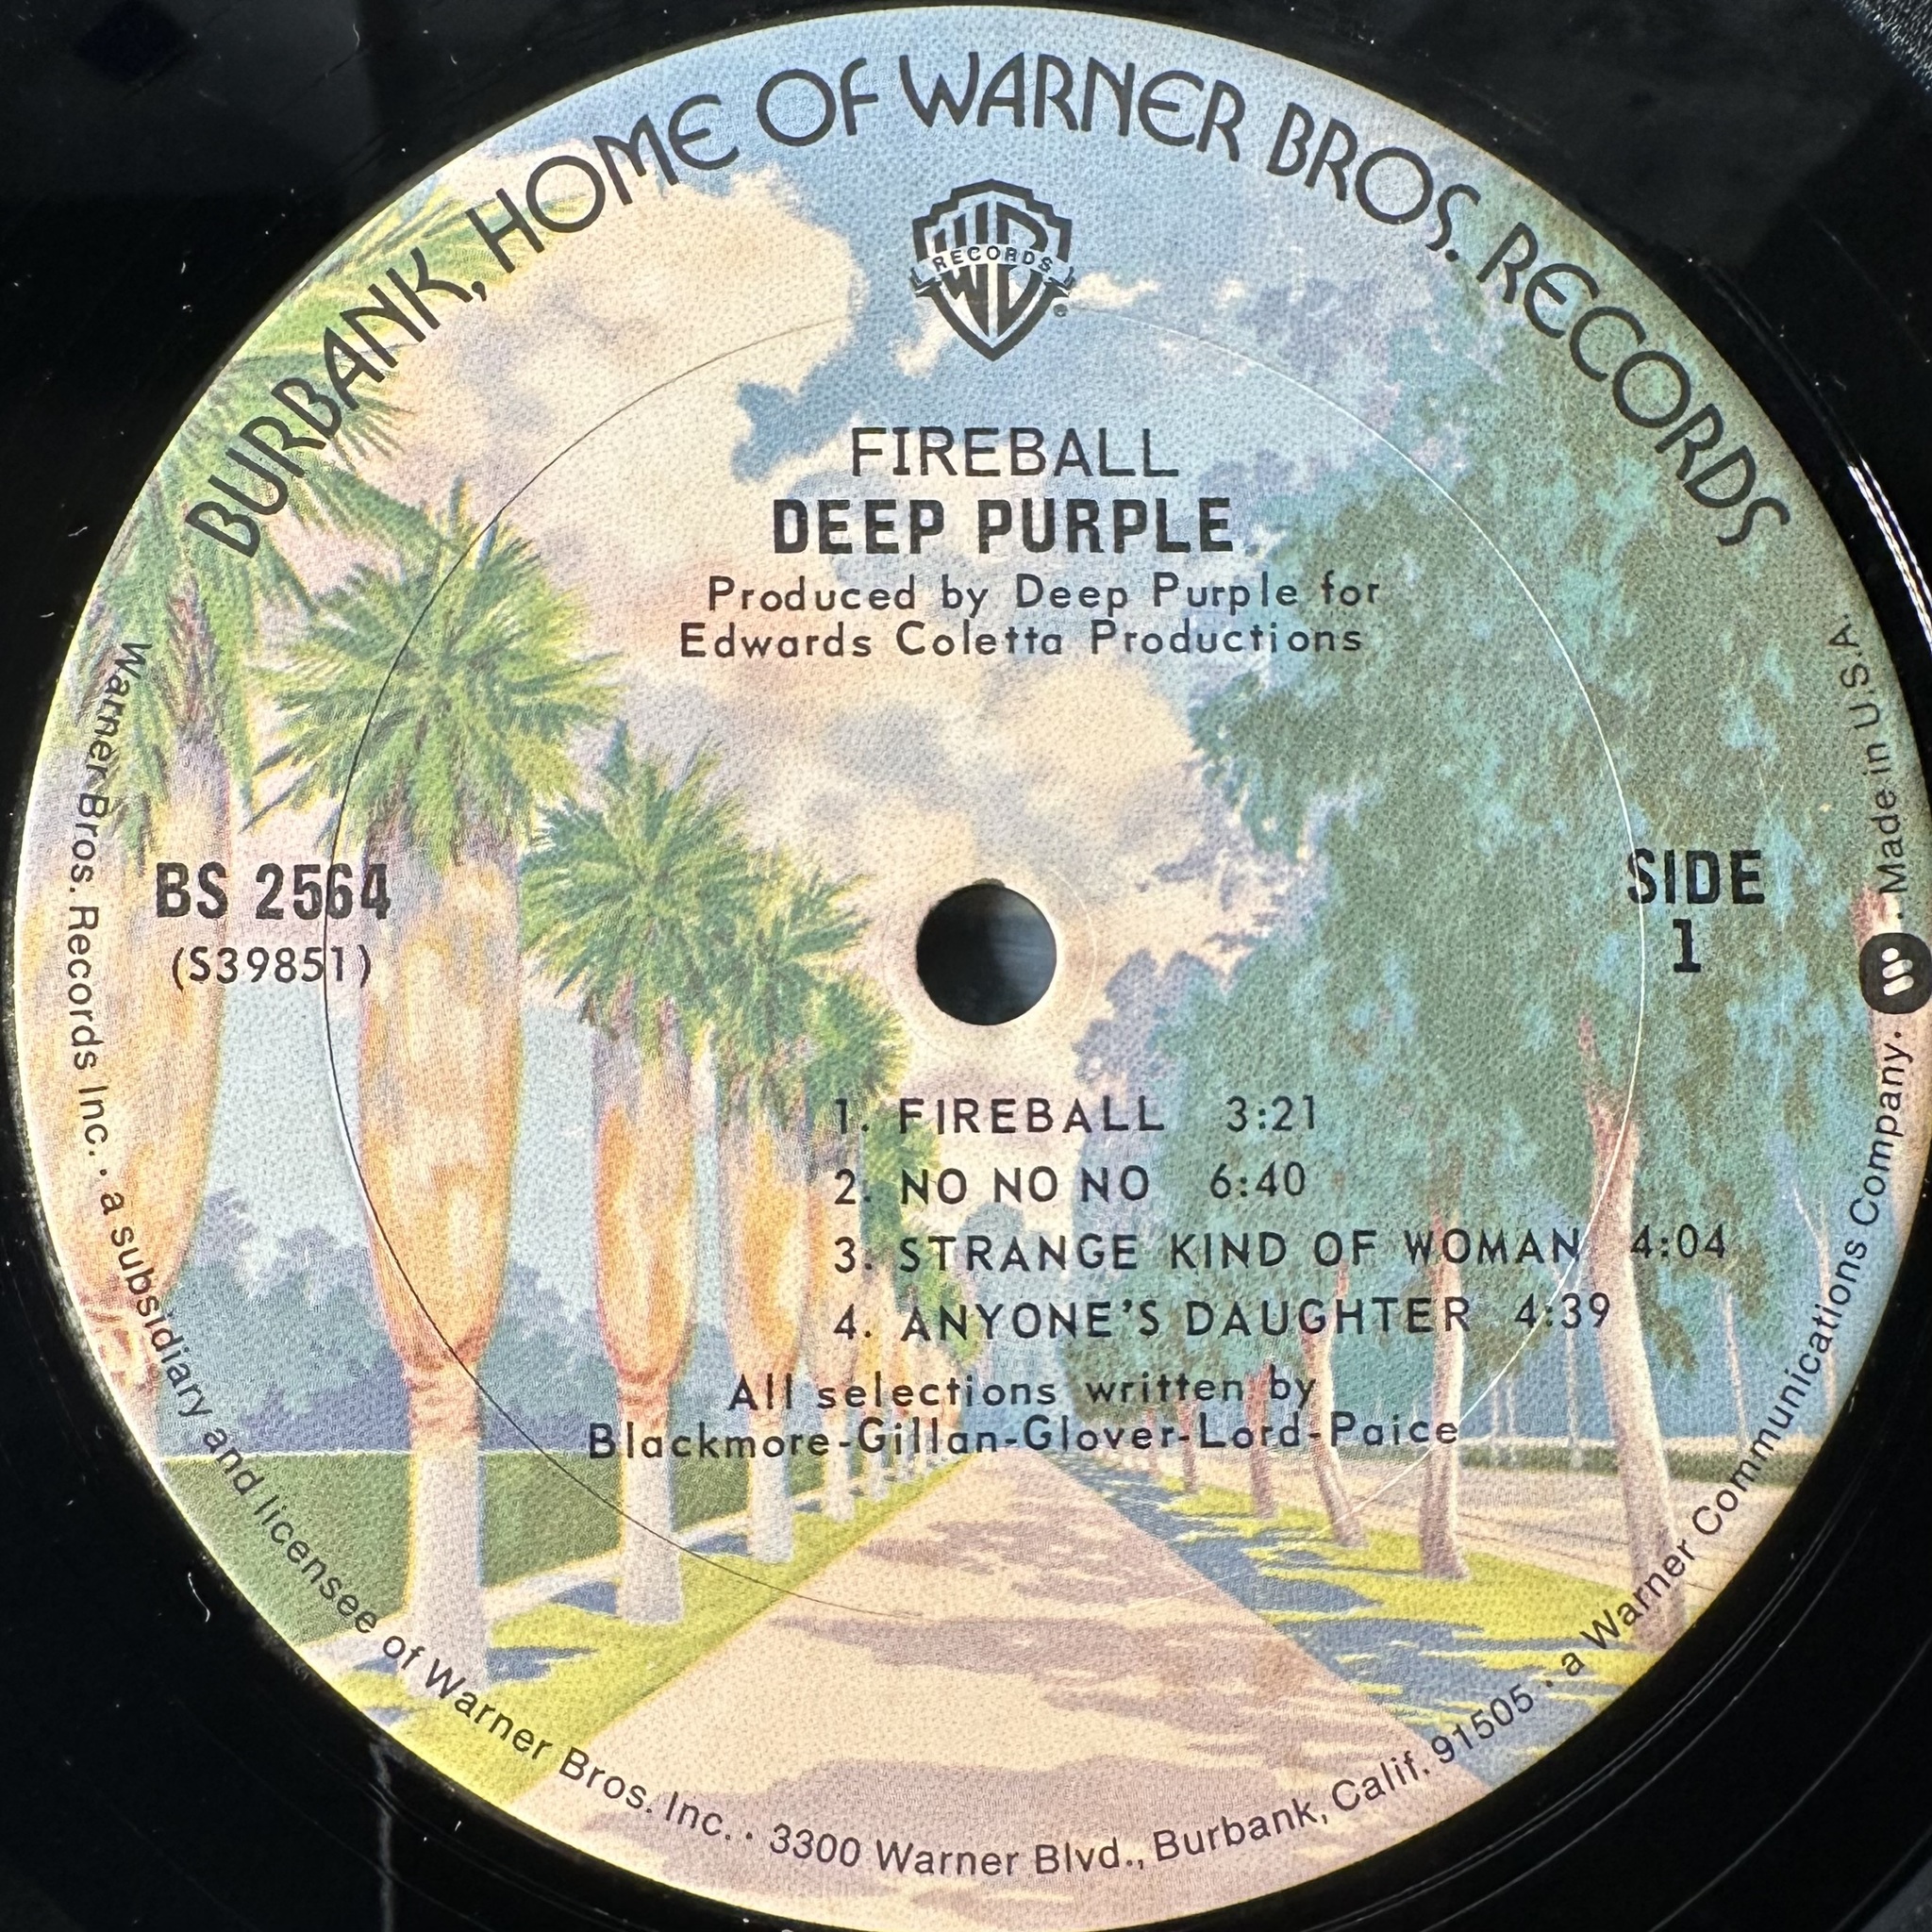 BURBANK, HOME OF WARNER BROS. RECORDS
WB
RECORDS
®
FIREBALL
DEEP PURPLE
Produced by Deep Purple for
Edwards Coletta Productions
BS 2564
(S39851)
SIDE
1
1. FIREBALL 3:21
2. NO NO NO 6:40
3. STRANGE KIND OF WOMAN 4:04
4. ANYONE'S DAUGHTER 4:39
All selections written by
Blackmore-Gillan-Glover-Lord-Paice
Warner Bros. Records Inc. · a subsidiary and licensee of Warner Bros. Inc. · 3300 Warner Blvd., Burbank, Calif. 91505 · a Warner Communications Company. W · Made in U.S.A.